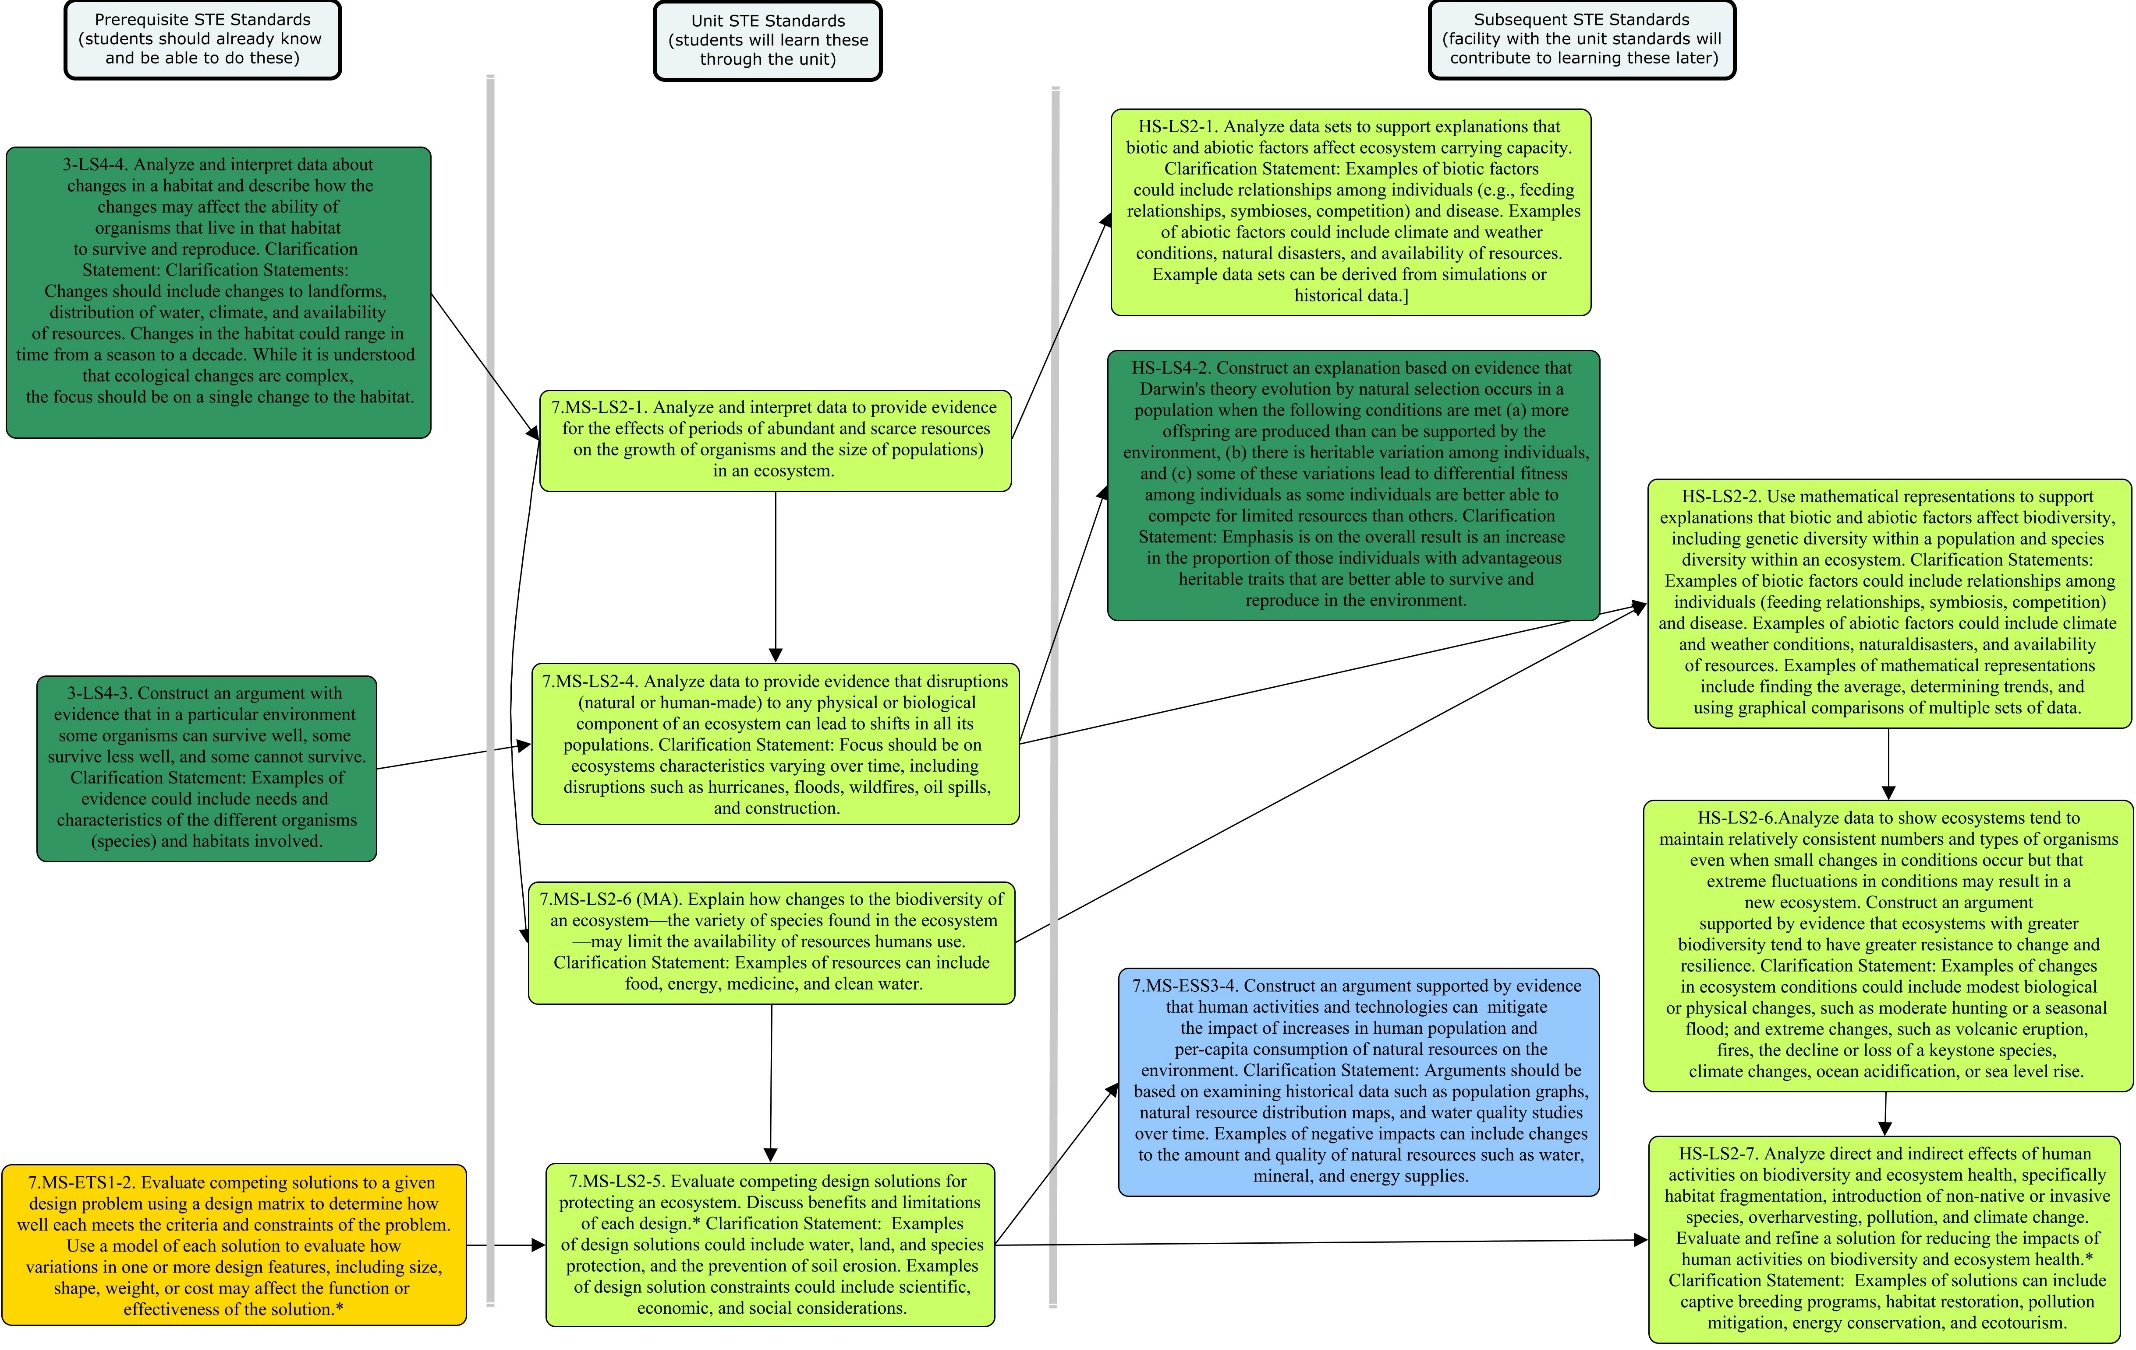 Prerequisite STE Standards
(students should already know
and be able to do these)
Unit STE Standards
(students will learn these
through the unit)
Subsequent STE Standards
(facility with the unit standards will
contribute to learning these later)
3-LS4-4. Analyze and interpret data about
changes in a habitat and describe how the
changes may affect the ability of
organisms that live in that habitat
to survive and reproduce. Clarification
Statement: Clarification Statements:
Changes should include changes to landforms,
distribution of water, climate, and availability
of resources. Changes in the habitat could range in
time from a season to a decade. While it is understood
that ecological changes are complex,
the focus should be on a single change to the habitat.
3-LS4-3. Construct an argument with
evidence that in a particular environment
some organisms can survive well, some
survive less well, and some cannot survive.
Clarification Statement: Examples of
evidence could include needs and
characteristics of the different organisms
(species) and habitats involved.
7.MS-ETS1-2. Evaluate competing solutions to a given
design problem using a design matrix to determine how
well each meets the criteria and constraints of the problem.
Use a model of each solution to evaluate how
variations in one or more design features, including size,
shape, weight, or cost may affect the function or
effectiveness of the solution.*
7.MS-LS2-1. Analyze and interpret data to provide evidence
for the effects of periods of abundant and scarce resources
on the growth of organisms and the size of populations)
in an ecosystem.
7.MS-LS2-4. Analyze data to provide evidence that disruptions
(natural or human-made) to any physical or biological
component of an ecosystem can lead to shifts in all its
populations. Clarification Statement: Focus should be on
ecosystems characteristics varying over time, including
disruptions such as hurricanes, floods, wildfires, oil spills,
and construction.
7.MS-LS2-6 (MA). Explain how changes to the biodiversity of
an ecosystem—the variety of species found in the ecosystem
—may limit the availability of resources humans use.
Clarification Statement: Examples of resources can include
food, energy, medicine, and clean water.
7.MS-LS2-5. Evaluate competing design solutions for
protecting an ecosystem. Discuss benefits and limitations
of each design.* Clarification Statement: Examples
of design solutions could include water, land, and species
protection, and the prevention of soil erosion. Examples
of design solution constraints could include scientific,
economic, and social considerations.
HS-LS2-1. Analyze data sets to support explanations that
biotic and abiotic factors affect ecosystem carrying capacity.
Clarification Statement: Examples of biotic factors
could include relationships among individuals (e.g., feeding
relationships, symbioses, competition) and disease. Examples
of abiotic factors could include climate and weather
conditions, natural disasters, and availability of resources.
Example data sets can be derived from simulations or
historical data.]
HS-LS4-2. Construct an explanation based on evidence that
Darwin's theory evolution by natural selection occurs in a
population when the following conditions are met (a) more
offspring are produced than can be supported by the
environment, (b) there is heritable variation among individuals,
and (c) some of these variations lead to differential fitness
among individuals as some individuals are better able to
compete for limited resources than others. Clarification
Statement: Emphasis is on the overall result is an increase
in the proportion of those individuals with advantageous
heritable traits that are better able to survive and
reproduce in the environment.
7.MS-ESS3-4. Construct an argument supported by evidence
that human activities and technologies can mitigate
the impact of increases in human population and
per-capita consumption of natural resources on the
environment. Clarification Statement: Arguments should be
based on examining historical data such as population graphs,
natural resource distribution maps, and water quality studies
over time. Examples of negative impacts can include changes
to the amount and quality of natural resources such as water,
mineral, and energy supplies.
HS-LS2-2. Use mathematical representations to support
explanations that biotic and abiotic factors affect biodiversity,
including genetic diversity within a population and species
diversity within an ecosystem. Clarification Statements:
Examples of biotic factors could include relationships among
individuals (feeding relationships, symbiosis, competition)
and disease. Examples of abiotic factors could include climate
and weather conditions, naturaldisasters, and availability
of resources. Examples of mathematical representations
include finding the average, determining trends, and
using graphical comparisons of multiple sets of data.
HS-LS2-6.Analyze data to show ecosystems tend to
maintain relatively consistent numbers and types of organisms
even when small changes in conditions occur but that
extreme fluctuations in conditions may result in a
new ecosystem. Construct an argument
supported by evidence that ecosystems with greater
biodiversity tend to have greater resistance to change and
resilience. Clarification Statement: Examples of changes
in ecosystem conditions could include modest biological
or physical changes, such as moderate hunting or a seasonal
flood; and extreme changes, such as volcanic eruption,
fires, the decline or loss of a keystone species,
climate changes, ocean acidification, or sea level rise.
HS-LS2-7. Analyze direct and indirect effects of human
activities on biodiversity and ecosystem health, specifically
habitat fragmentation, introduction of non-native or invasive
species, overharvesting, pollution, and climate change.
Evaluate and refine a solution for reducing the impacts of
human activities on biodiversity and ecosystem health.*
Clarification Statement: Examples of solutions can include
captive breeding programs, habitat restoration, pollution
mitigation, energy conservation, and ecotourism.